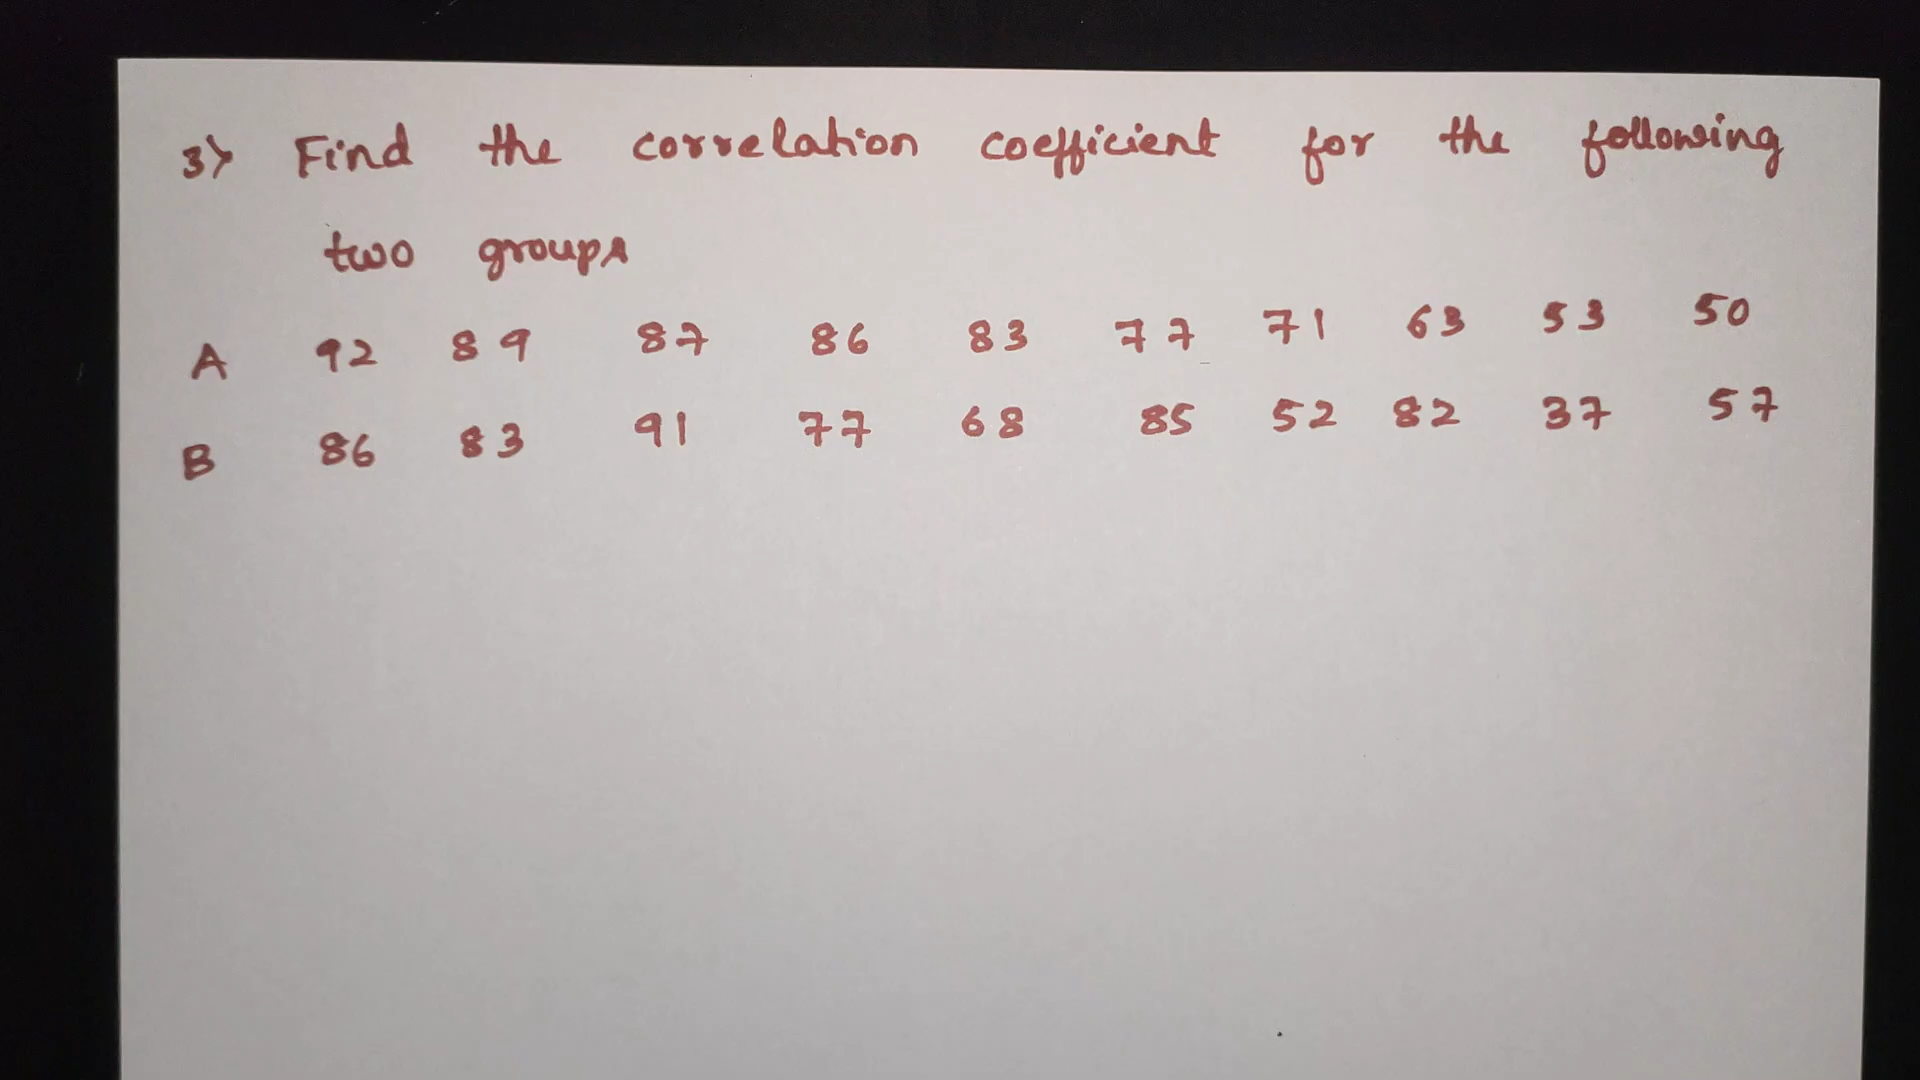 3) Find the correlation coefficient for the following
two groups
A 92 89 87 86 83 77 71 63 53 50
B 86 83 91 77 68 85 52 82 37 57